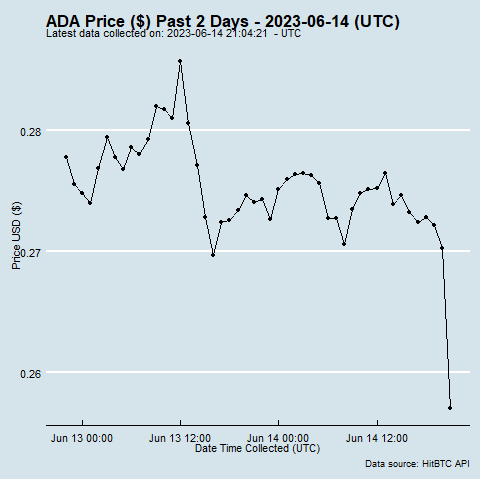 ADA Price ($) Past 2 Days - 2023-06-14 (UTC)
Latest data collected on: 2023-06-14 21:04:21 - UTC
0.28
0.27
0.26
Price USD ($)
Jun 13 00:00 Jun 13 12:00 Jun 14 00:00 Jun 14 12:00
Date Time Collected (UTC)
Data source: HitBTC API